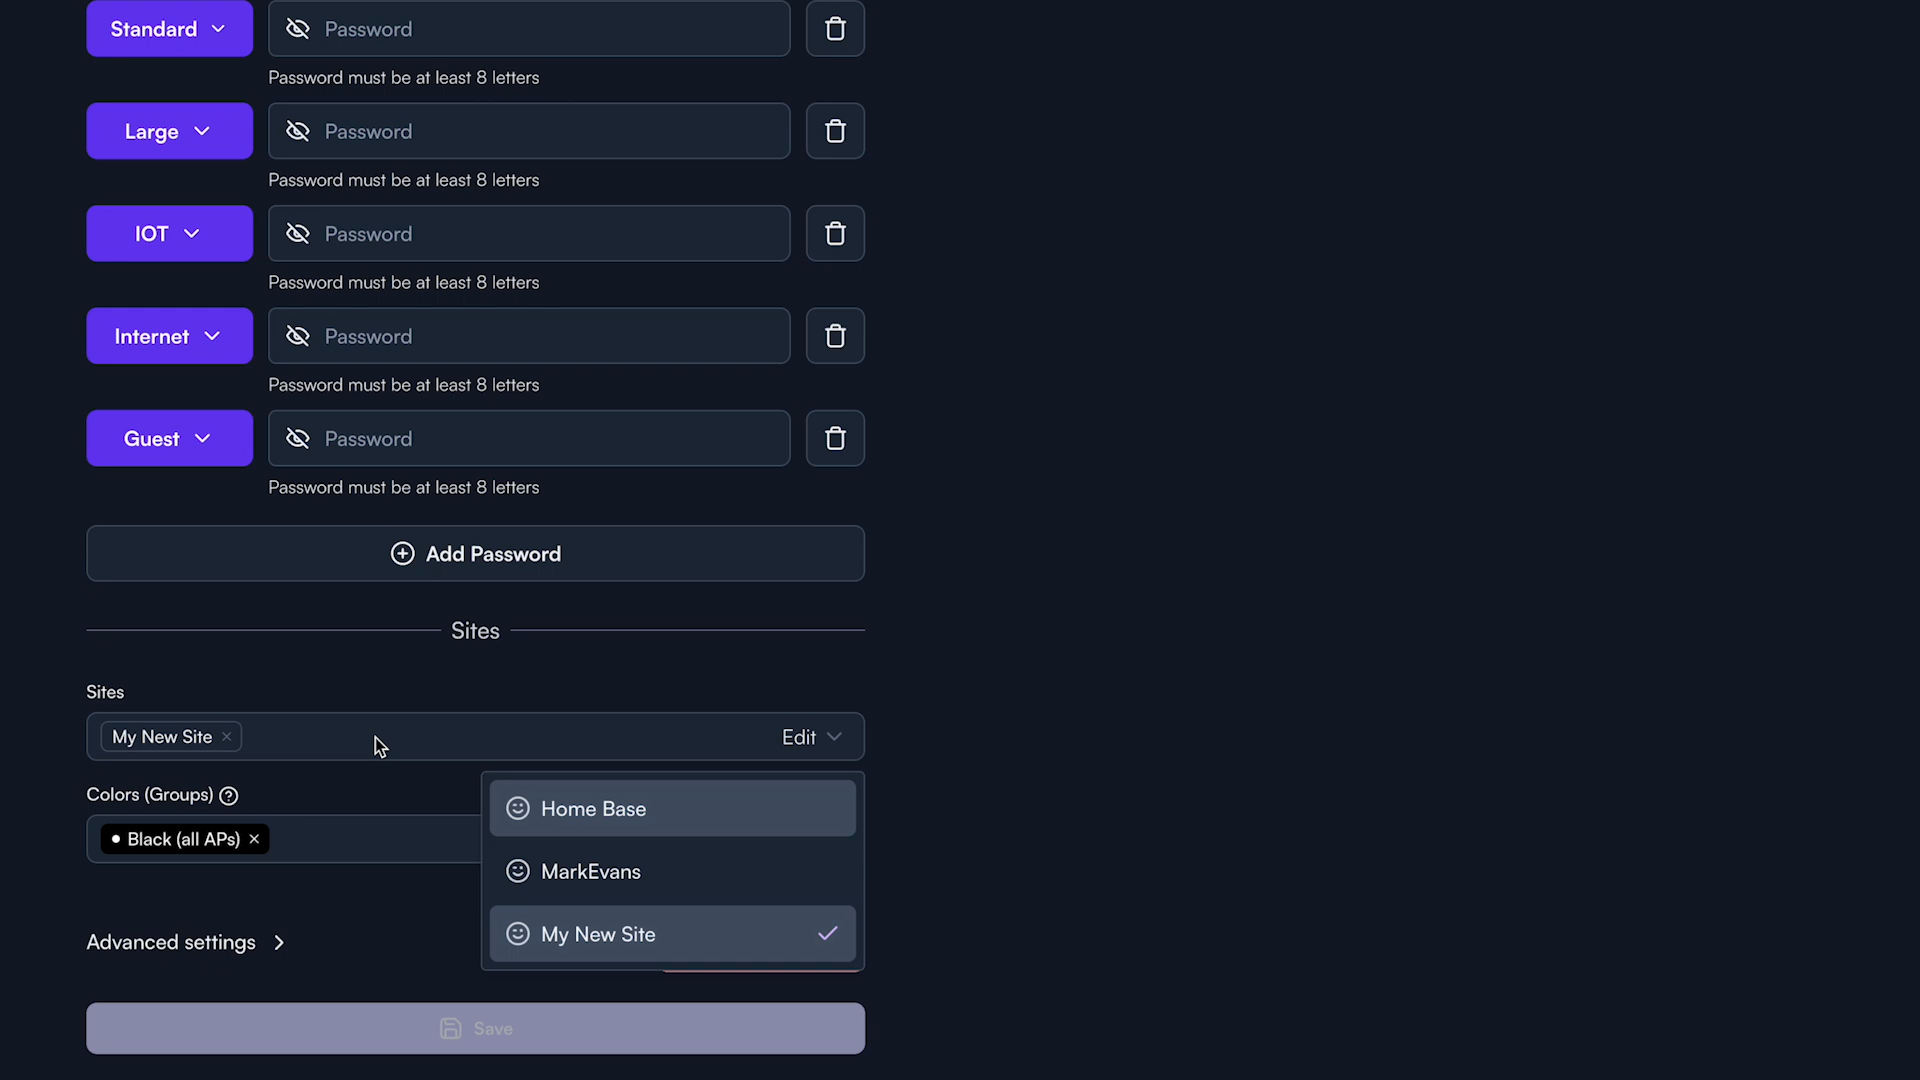 Standard
Password
Password must be at least 8 letters
Large
Password
Password must be at least 8 letters
IOT
Password
Password must be at least 8 letters
Internet
Password
Password must be at least 8 letters
Guest
Password
Password must be at least 8 letters
Add Password
Sites
Sites
My New Site
Edit
Colors (Groups)
Black (all APs)
Home Base
MarkEvans
My New Site
Advanced settings
Save